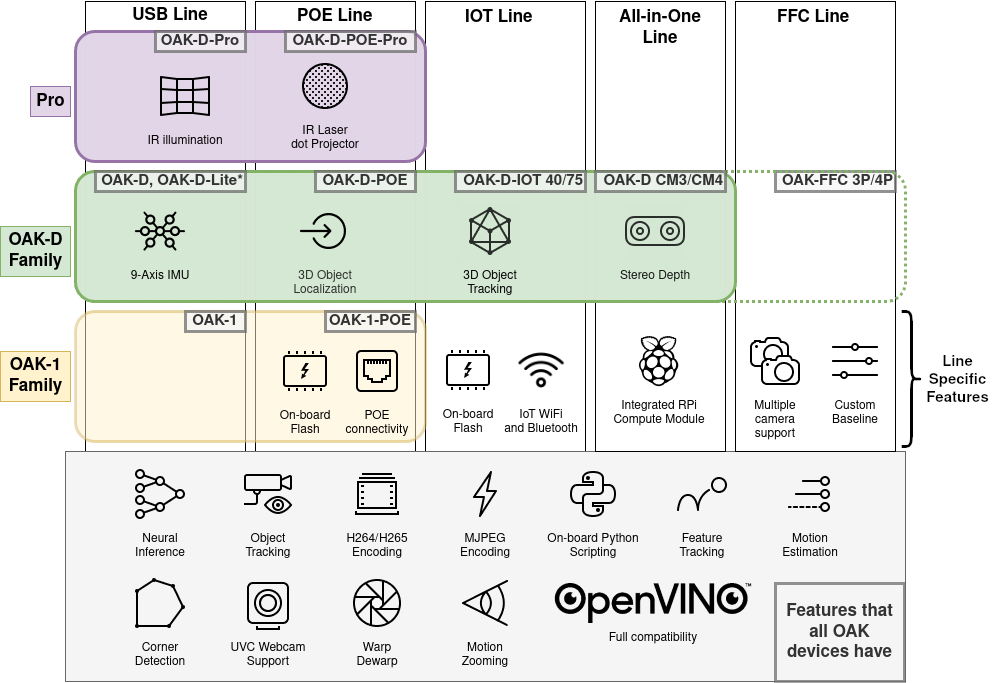 USB Line
POE Line
IOT Line
All-in-One
Line
FFC Line
OAK-D-Pro
OAK-D-POE-Pro
Pro
IR illumination
IR Laser
dot Projector
OAK-D, OAK-D-Lite*
OAK-D-POE
OAK-D-IOT 40/75
OAK-D CM3/CM4
OAK-FFC 3P/4P
OAK-D
Family
9-Axis IMU
3D Object
Localization
3D Object
Tracking
Stereo Depth
OAK-1
OAK-1-POE
OAK-1
Family
On-board
Flash
POE
connectivity
On-board
Flash
IoT WiFi
and Bluetooth
Integrated RPi
Compute Module
Multiple
camera
support
Custom
Baseline
Line
Specific
Features
Neural
Inference
Object
Tracking
H264/H265
Encoding
MJPEG
Encoding
On-board Python
Scripting
Feature
Tracking
Motion
Estimation
Corner
Detection
UVC Webcam
Support
Warp
Dewarp
Motion
Zooming
OpenVINO™
Full compatibility
Features that
all OAK
devices have